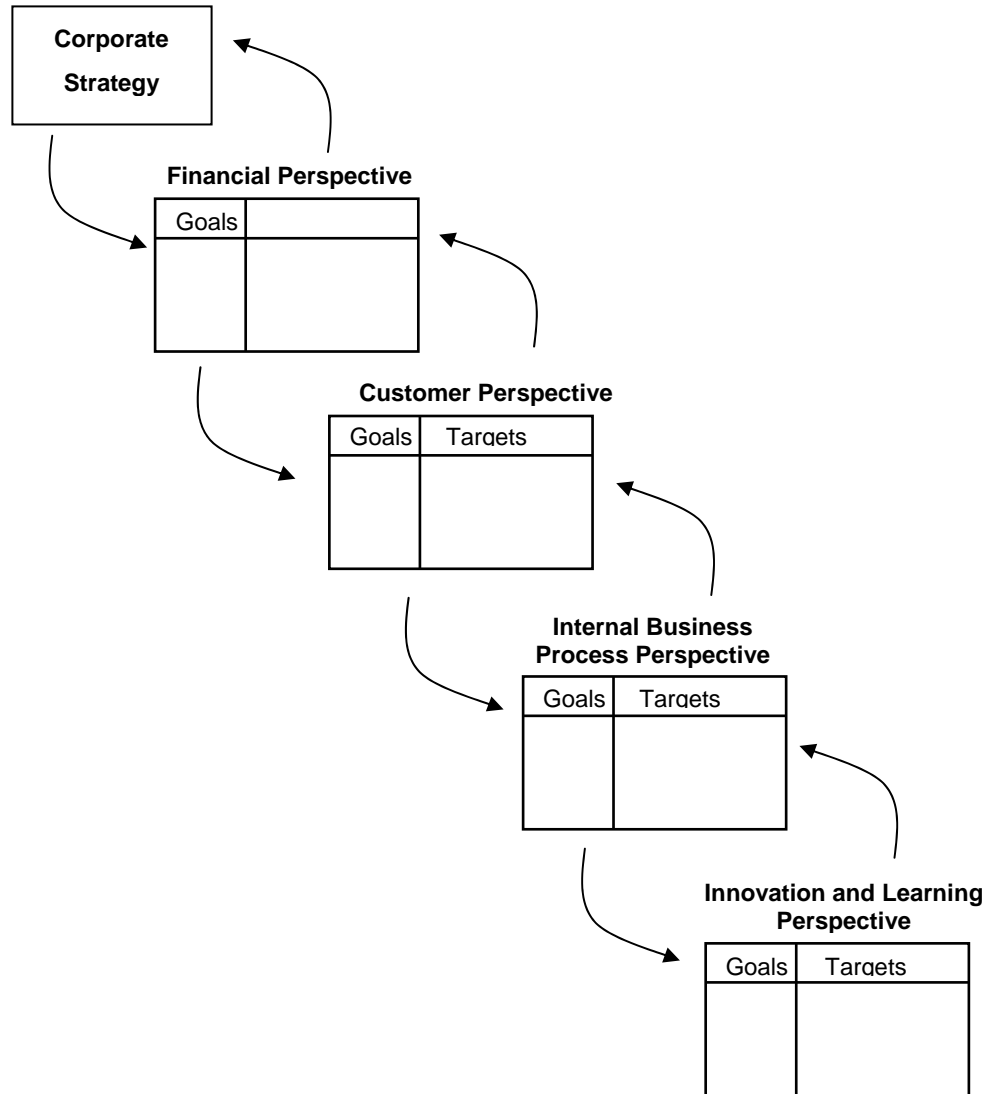 Corporate
Strategy
Financial Perspective
Goals
Customer Perspective
Goals Targets
Internal Business
Process Perspective
Goals Targets
Innovation and Learning
Perspective
Goals Targets